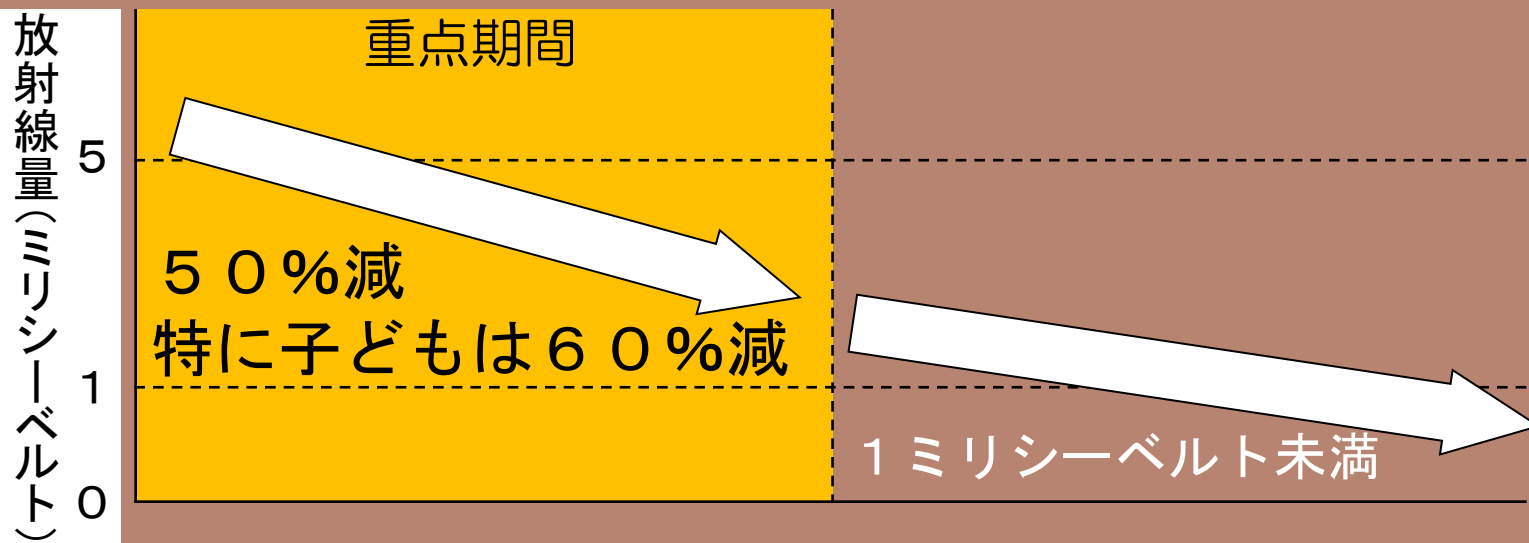 放射線量（ミリシーベルト）
重点期間
５
５０％減
特に子どもは６０％減
１
１ミリシーベルト未満
０